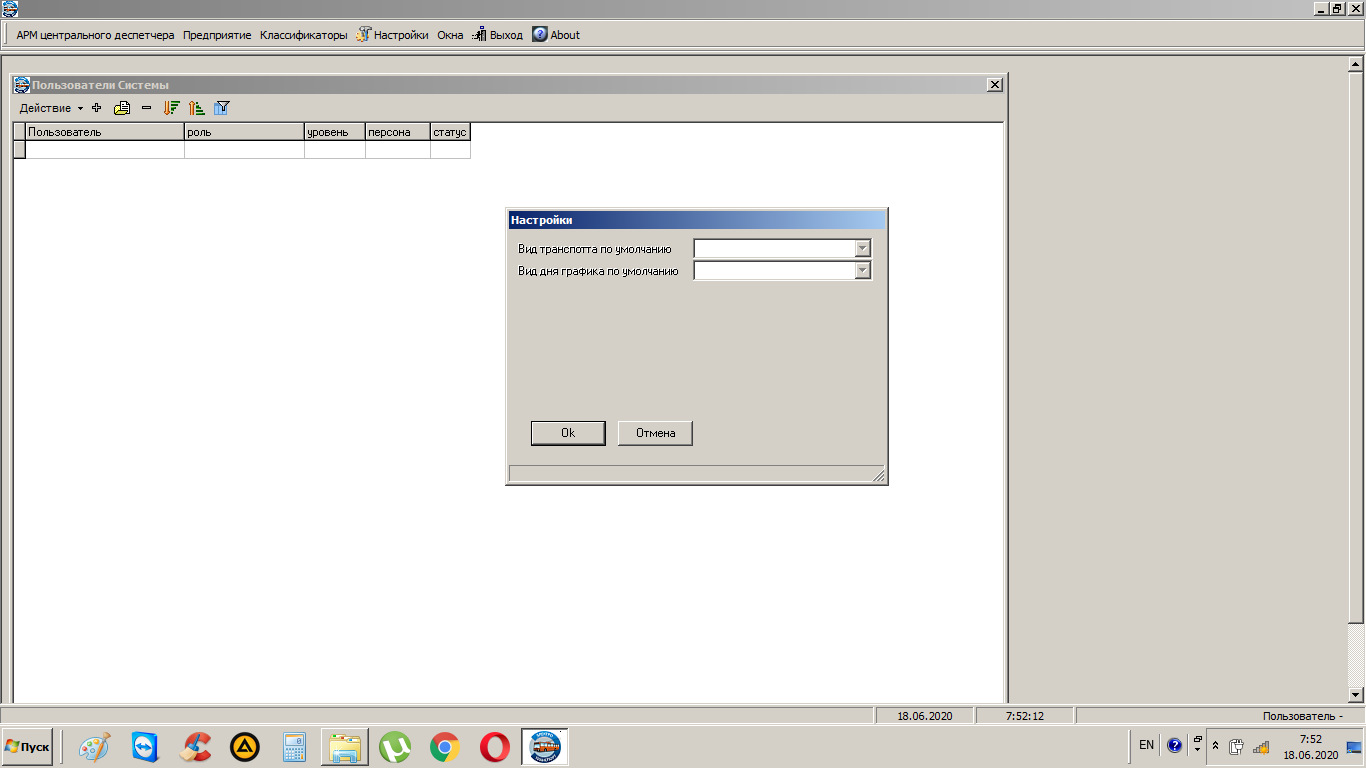 АРМ центрального деспетчера Предприятие Классификаторы Настройки Окна Выход About
Пользователи Системы
Действие
Пользователь роль уровень персона статус
Настройки
Вид транспотта по умолчанию
Вид дня графика по умолчанию
Ok Отмена
18.06.2020 7:52:12 Пользователь -
Пуск EN 7:52
18.06.2020